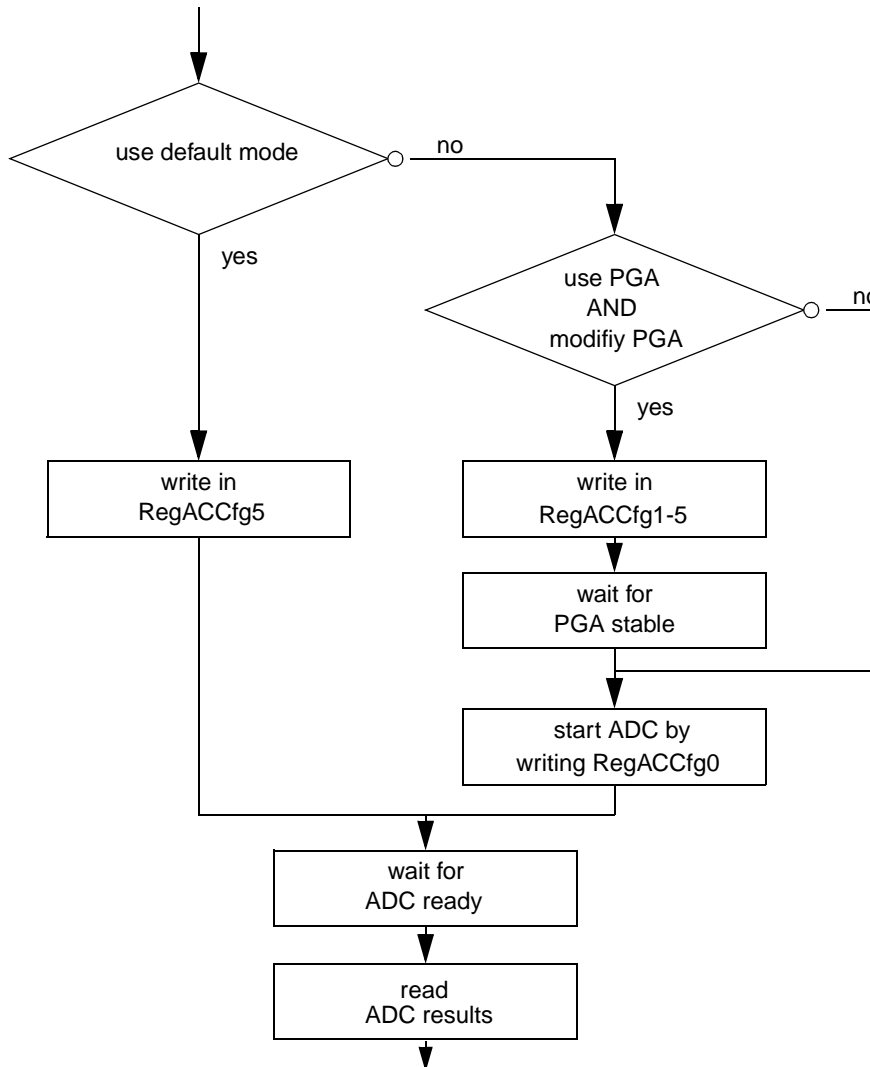 use default mode
no
yes
use PGA
AND
modifiy PGA
no
yes
write in
RegACCfg5
write in
RegACCfg1-5
wait for
PGA stable
start ADC by
writing RegACCfg0
wait for
ADC ready
read
ADC results